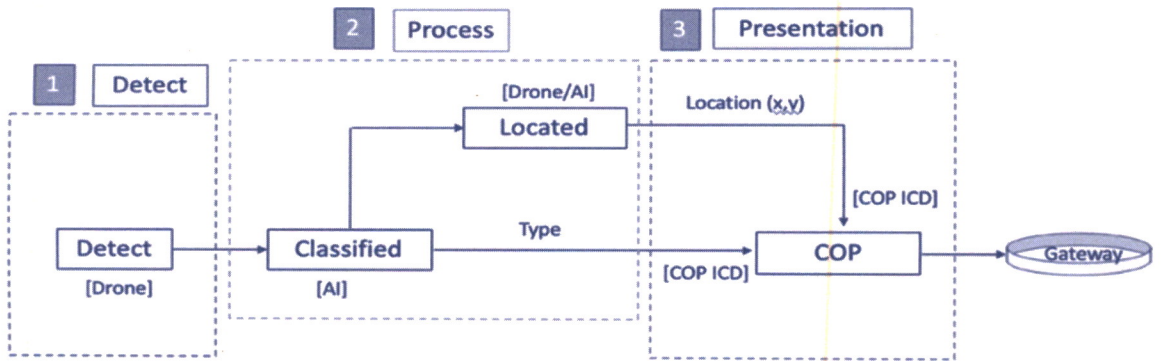 1
Detect
2
Process
3
Presentation
[Drone/AI]
Located
Location (x,y)
[COP ICD]
Detect
[Drone]
Classified
[AI]
Type
[COP ICD]
COP
Gateway